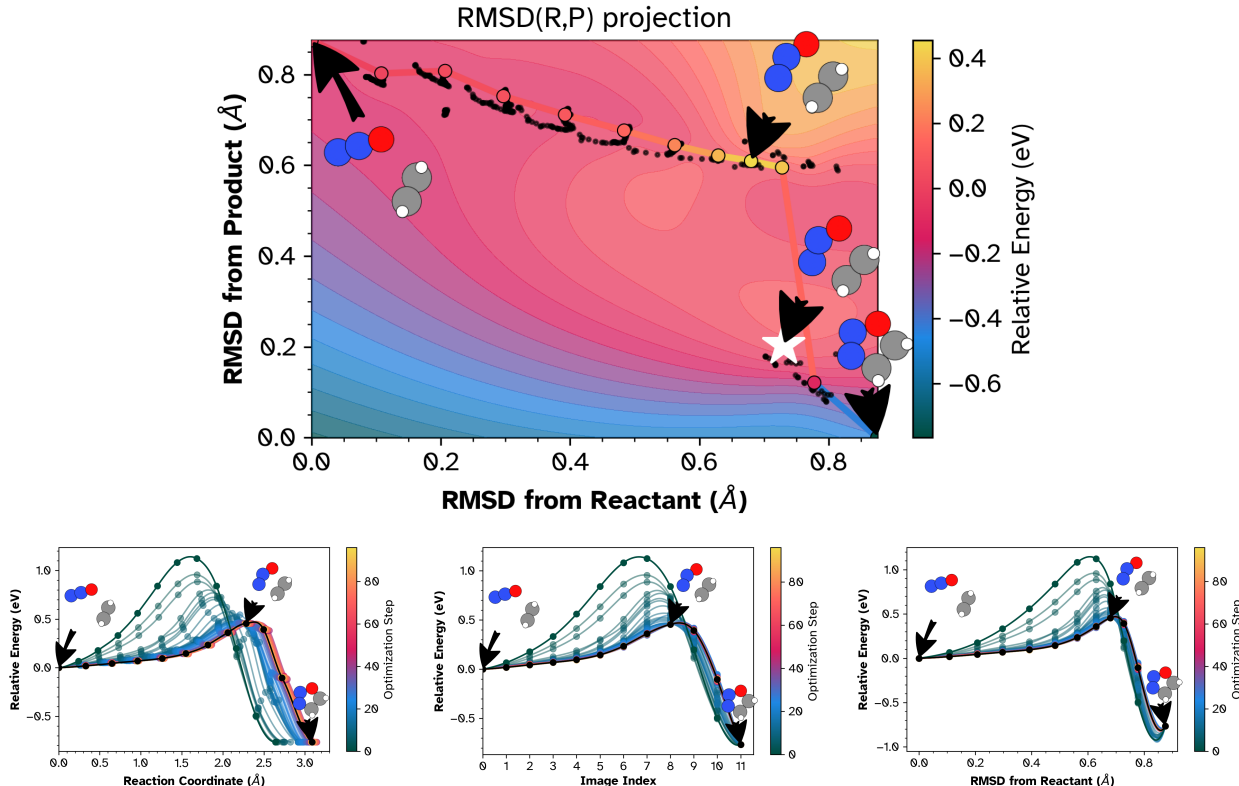 RMSD(R,P) projection
RMSD from Product (Å)
0.8
0.6
0.4
0.2
0.0
0.0 0.2 0.4 0.6 0.8
RMSD from Reactant (Å)
0.4
0.2
0.0
−0.2
−0.4
−0.6
Relative Energy (eV)
Relative Energy (eV)
1.0
0.5
0.0
−0.5
0.0 0.5 1.0 1.5 2.0 2.5 3.0
Reaction Coordinate (Å)
80
60
40
20
0
Optimization Step
Relative Energy (eV)
1.0
0.5
0.0
−0.5
0 1 2 3 4 5 6 7 8 9 10 11
Image Index
80
60
40
20
0
Optimization Step
Relative Energy (eV)
1.0
0.5
0.0
−0.5
−1.0
0.0 0.2 0.4 0.6 0.8
RMSD from Reactant (Å)
80
60
40
20
0
Optimization Step